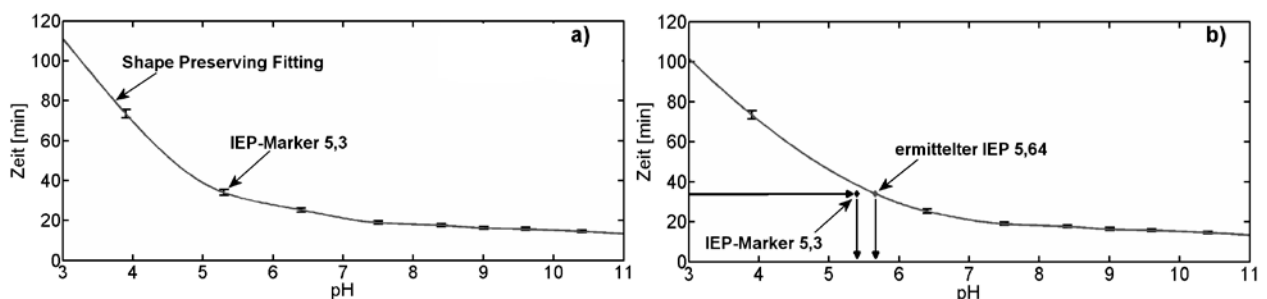 a)
120
100
80
60
40
20
0
Zeit [min]
Shape Preserving Fitting
IEP-Marker 5,3
3 4 5 6 7 8 9 10 11
pH
b)
120
100
80
60
40
20
0
Zeit [min]
ermittelter IEP 5,64
IEP-Marker 5,3
3 4 5 6 7 8 9 10 11
pH